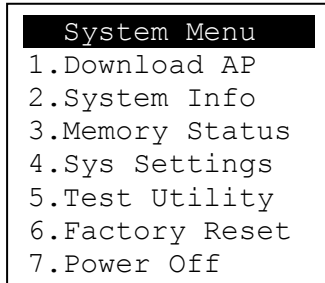 System Menu
1.Download AP
2.System Info
3.Memory Status
4.Sys Settings
5.Test Utility
6.Factory Reset
7.Power Off